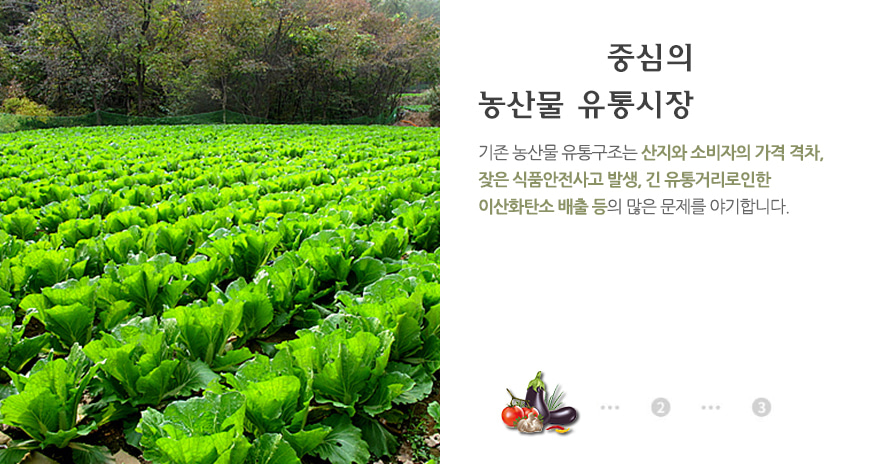 중심의
농산물 유통시장
기존 농산물 유통구조는 산지와 소비자의 가격 격차,
잦은 식품안전사고 발생, 긴 유통거리로인한
이산화탄소 배출 등의 많은 문제를 야기합니다.
··· 2 ··· 3